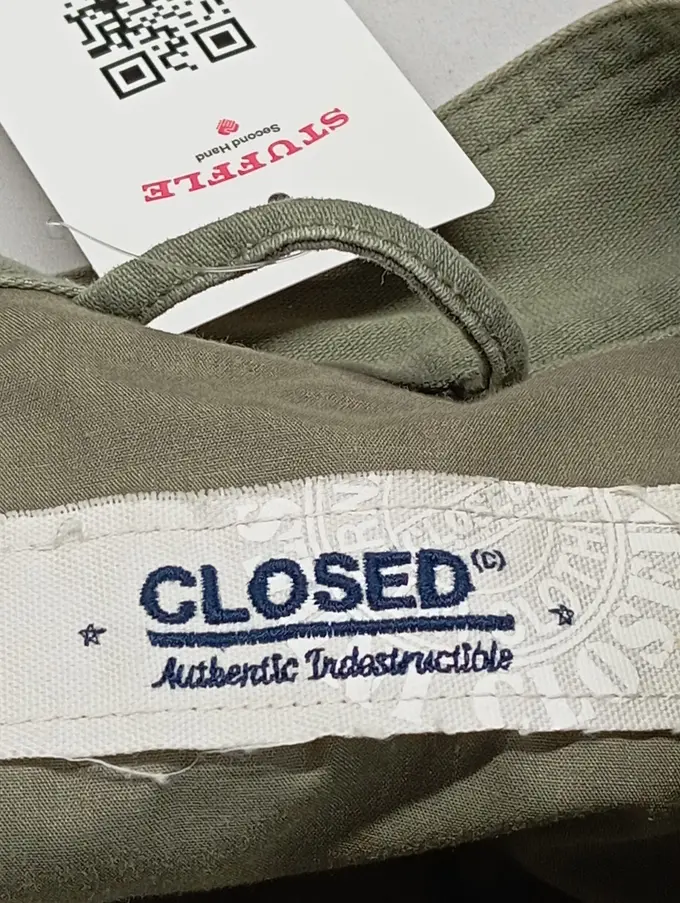 STUFFLE
Second Hand
CLOSED(C)
Authentic Indestructible